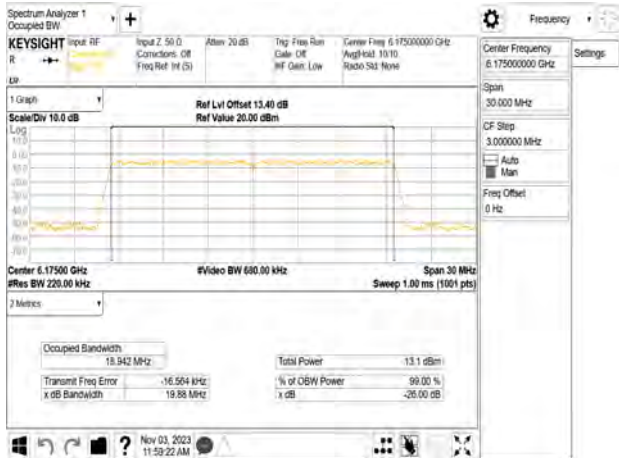 Spectrum Analyzer 1
Occupied BW
+
Frequency
KEYSIGHT
Input: RF
Input Z: 50 Ω
Corrections: Off
Freq Ref: Int (S)
Atten: 20 dB
Trig: Free Run
Gate: Off
#IF Gain: Low
Center Freq: 6.175000000 GHz
Avg|Hold: 10/10
Radio Std: None
R
Center Frequency
6.175000000 GHz
Settings
Span
30.000 MHz
CF Step
3.000000 MHz
Auto
Man
Freq Offset
0 Hz
1 Graph
Scale/Div 10.0 dB
Ref Lvl Offset 13.40 dB
Ref Value 20.00 dBm
Log
Center 6.17500 GHz
#Res BW 220.00 kHz
#Video BW 680.00 kHz
Span 30 MHz
Sweep 1.00 ms (1001 pts)
2 Metrics
Occupied Bandwidth
18.942 MHz
Total Power
13.1 dBm
Transmit Freq Error
-16.564 kHz
% of OBW Power
99.00 %
x dB Bandwidth
19.88 MHz
x dB
-26.00 dB
?
Nov 03, 2023
11:59:22 AM